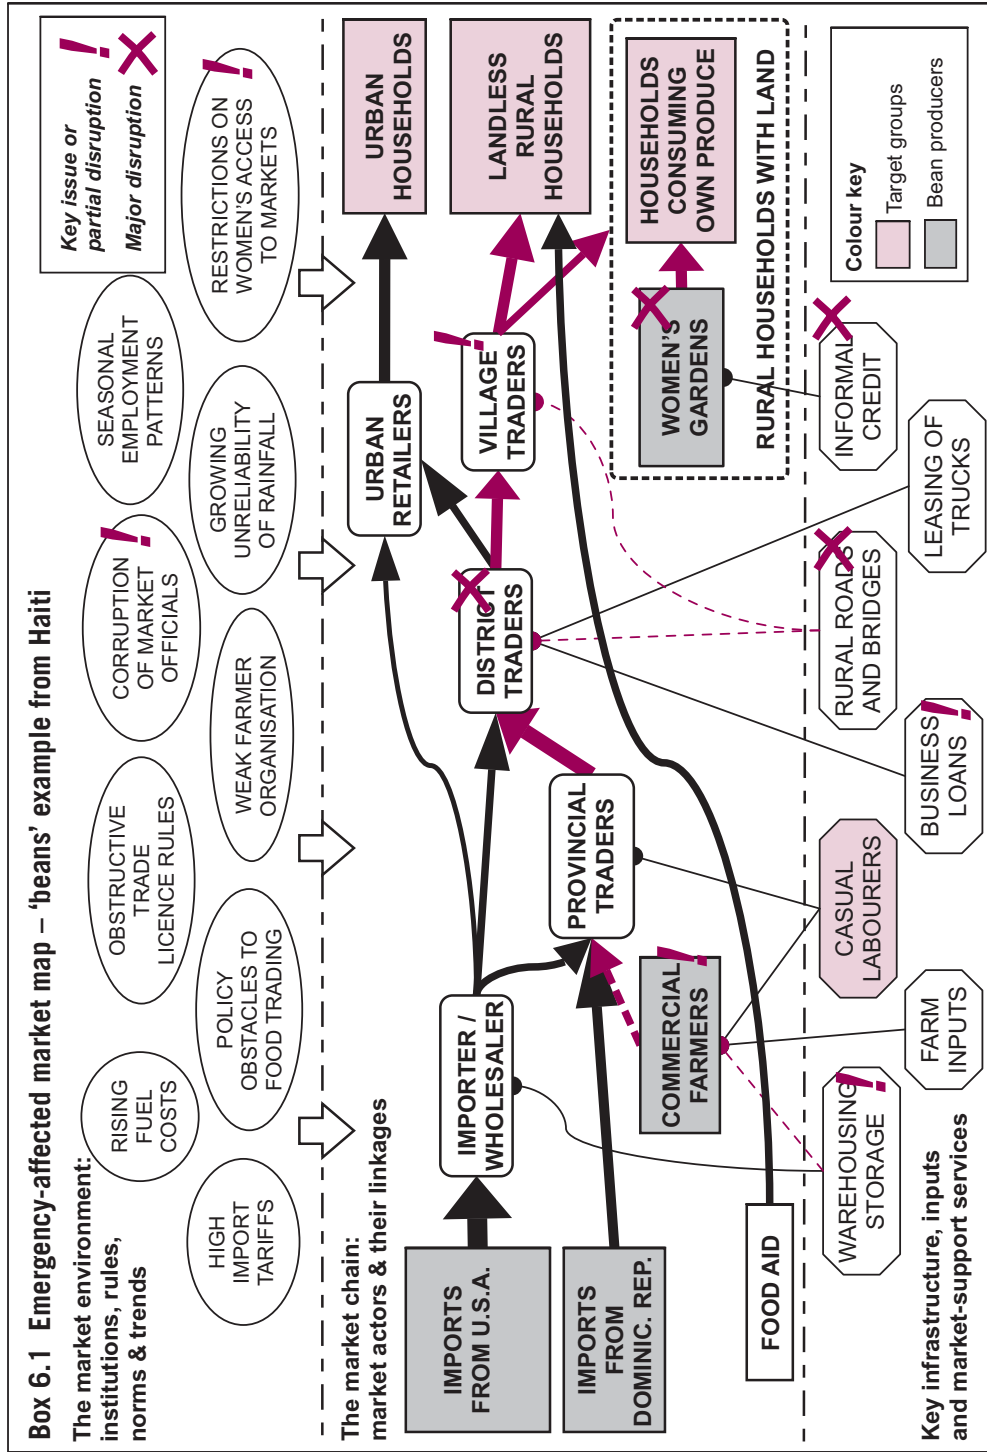 Box 6.1 Emergency-affected market map – ‘beans’ example from Haiti
The market environment:
institutions, rules,
norms & trends
Key issue or
partial disruption
!
Major disruption
HIGH
IMPORT
TARIFFS
RISING
FUEL
COSTS
POLICY
OBSTACLES TO
FOOD TRADING
OBSTRUCTIVE
TRADE
LICENCE RULES
WEAK FARMER
ORGANISATION
CORRUPTION
OF MARKET
OFFICIALS
!
GROWING
UNRELIABILITY
OF RAINFALL
SEASONAL
EMPLOYMENT
PATTERNS
RESTRICTIONS ON
WOMEN’S ACCESS
TO MARKETS
!
The market chain:
market actors & their linkages
IMPORTS
FROM U.S.A.
IMPORTS
FROM
DOMINIC. REP.
FOOD AID
IMPORTER /
WHOLESALER
COMMERCIAL
FARMERS
!
PROVINCIAL
TRADERS
DISTRICT
TRADERS
URBAN
RETAILERS
VILLAGE
TRADERS
!
WOMEN’S
GARDENS
URBAN
HOUSEHOLDS
LANDLESS
RURAL
HOUSEHOLDS
HOUSEHOLDS
CONSUMING
OWN PRODUCE
RURAL HOUSEHOLDS WITH LAND
Key infrastructure, inputs
and market-support services
WAREHOUSING
STORAGE
!
FARM
INPUTS
CASUAL
LABOURERS
BUSINESS
LOANS
!
RURAL ROADS
AND BRIDGES
LEASING OF
TRUCKS
INFORMAL
CREDIT
Colour key
Target groups
Bean producers